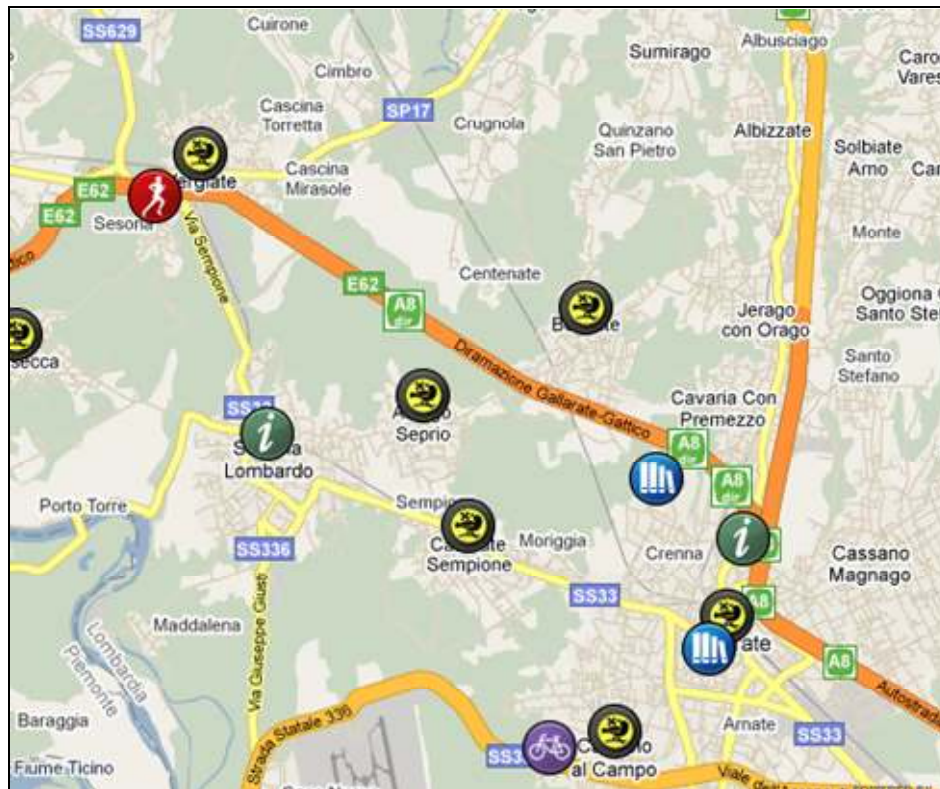 SS629
Cuirone
Sumirago
Albusciago
Cimbro
Cascina
Torretta
SP17
Crugnola
Quinzano
San Pietro
Albizzate
Solbiate
Arno
Cascina
Mirasole
E62
E62
Sesona
Via Sempione
Monte
Centenate
E62
A8
dir
Jerago
con Orago
Santo
Stefano
Diramazione Gallarate-Gattico
Cavaria Con
Premezzo
Seprio
i
Lombardo
A8
dir
A8
dir
Porto Torre
SS336
Moriggia
Sempione
i
Crenna
Cassano
Magnago
SS33
A8
Maddalena
Via Giuseppe Giusti
Lombardia
Piemonte
A8
Strada Statale 336
Baraggia
Arnate
SS33
al Campo
Fiume Ticino